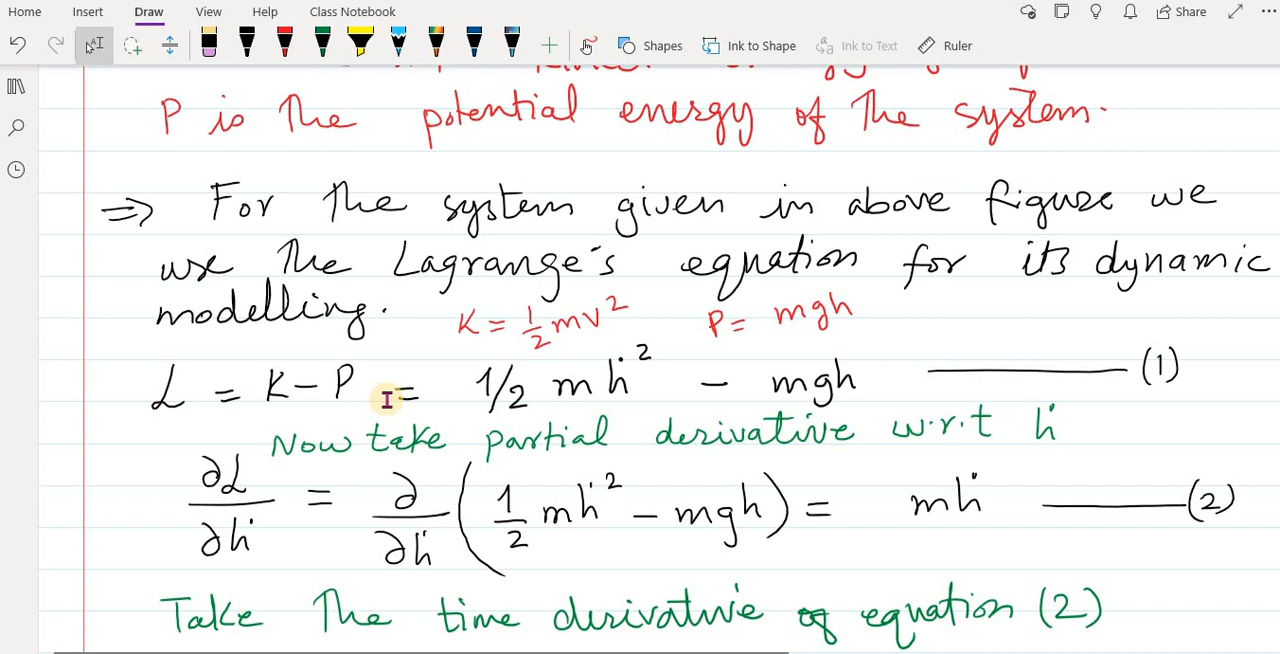 Home Insert Draw View Help Class Notebook Share
Shapes Ink to Shape Ink to Text Ruler
P is the potential energy of the system.
⇒ For the system given in above figure we
use the Lagrange's equation for its dynamic
modelling. K = 1/2 mv² P = mgh
L = K - P = 1/2 mḣ² - mgh ——— (1)
Now take partial derivative w.r.t ḣ
∂L/∂ḣ = ∂/∂ḣ (1/2 mḣ² - mgh) = mḣ ——— (2)
Take the time derivative of equation (2)